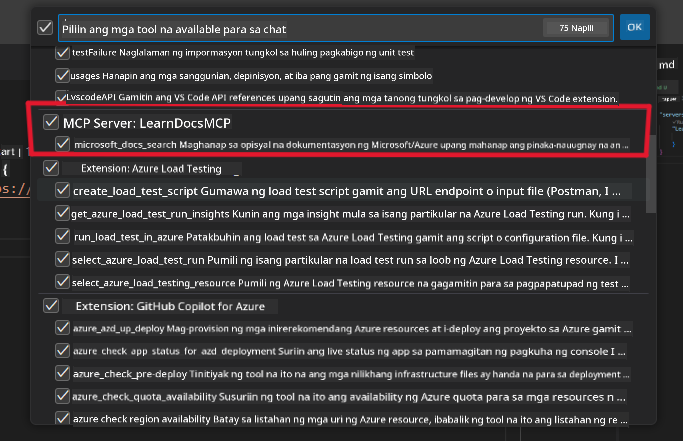 Piliin ang mga tool na available para sa chat
75 Napili
OK
testFailure Naglalaman ng impormasyon tungkol sa huling pagkabigo ng unit test
usages Hanapin ang mga sanggunian, depinisyon, at iba pang gamit ng isang simbolo
vscodeAPI Gamitin ang VS Code API references upang sagutin ang mga tanong tungkol sa pag-develop ng VS Code extension.
MCP Server: LearnDocsMCP
microsoft_docs_search Maghanap sa opisyal na dokumentasyon ng Microsoft/Azure upang mahanap ang pinaka-nauugnay na an ...
Extension: Azure Load Testing
create_load_test_script Gumawa ng load test script gamit ang URL endpoint o input file (Postman, I ...
get_azure_load_test_run_insights Kunin ang mga insight mula sa isang partikular na Azure Load Testing run. Kung i ...
run_load_test_in_azure Patakbuhin ang load test sa Azure Load Testing gamit ang script o configuration file. Kung i ...
select_azure_load_test_run Pumili ng isang partikular na load test run sa loob ng Azure Load Testing resource. I ...
select_azure_load_testing_resource Pumili ng Azure Load Testing resource na gagamitin para sa pagpapatupad ng test ...
Extension: GitHub Copilot for Azure
azure_azd_up_deploy Mag-provision ng mga inirerekomendang Azure resources at i-deploy ang proyekto sa Azure gamit ...
azure_check_app_status_for_azd_deployment Suriin ang live status ng app sa pamamagitan ng pagkuha ng console l ...
azure_check_pre-deploy Tinitiyak ng tool na ito na ang mga nilikhang infrastructure files ay handa na para sa deployment ...
azure_check_quota_availability Susuriin ng tool na ito ang availability ng Azure quota para sa mga resources n ...
azure check region availability Batay sa listahan ng mga uri ng Azure resource, ibabalik ng tool na ito ang listahan ng re ...
md
art |
{